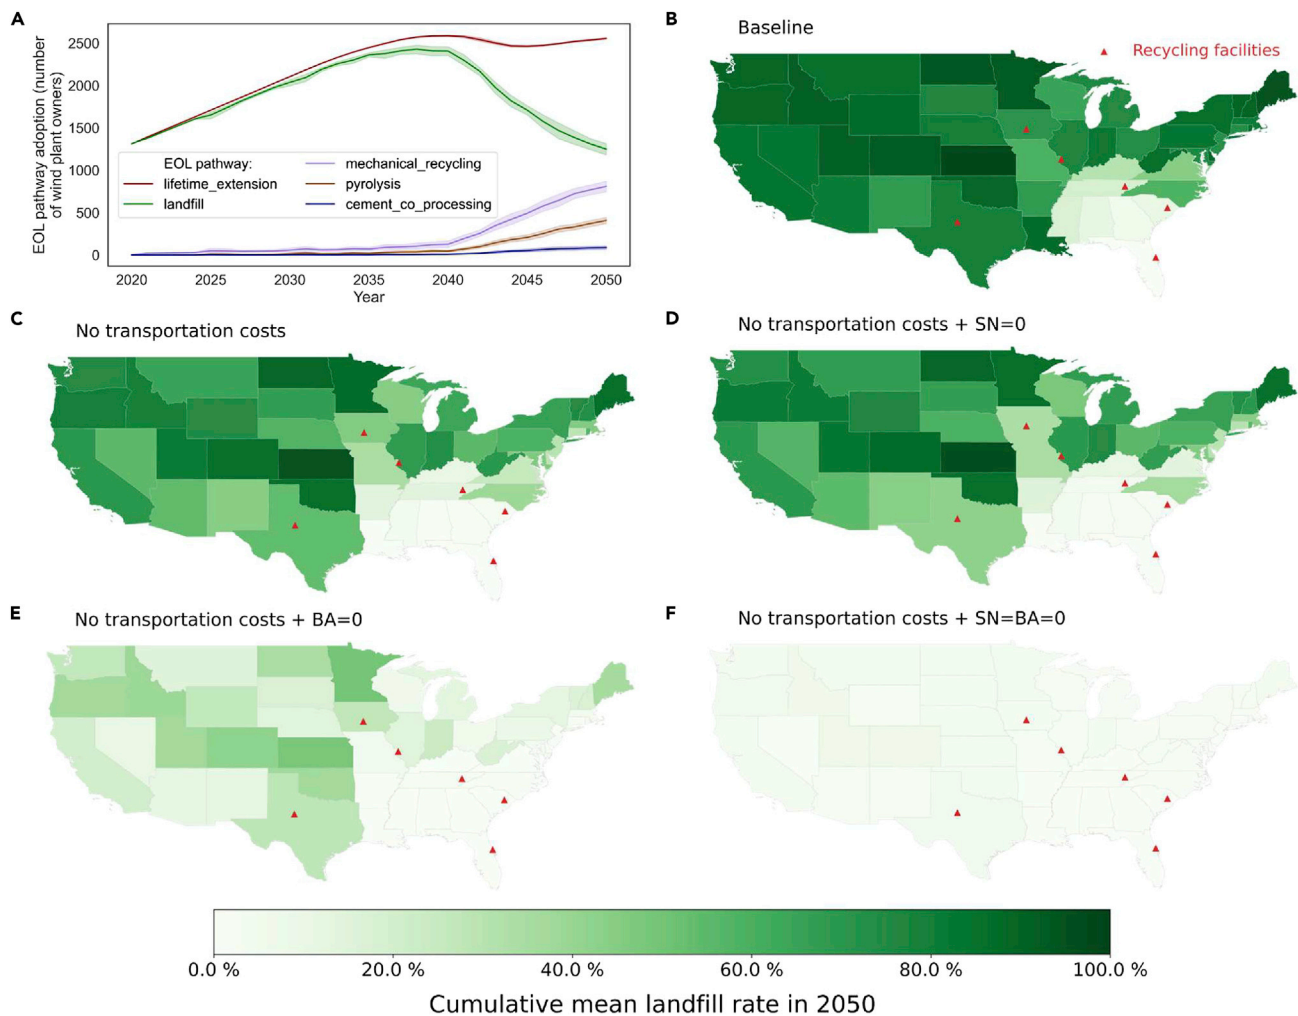 A
EOL pathway adoption (number
of wind plant owners)
2500
2000
1500
1000
500
0
EOL pathway:
lifetime_extension
landfill
mechanical_recycling
pyrolysis
cement_co_processing
2020
2025
2030
2035
2040
2045
2050
Year
B
Baseline
Recycling facilities
C
No transportation costs
D
No transportation costs + SN=0
E
No transportation costs + BA=0
F
No transportation costs + SN=BA=0
0.0 %
20.0 %
40.0 %
60.0 %
80.0 %
100.0 %
Cumulative mean landfill rate in 2050